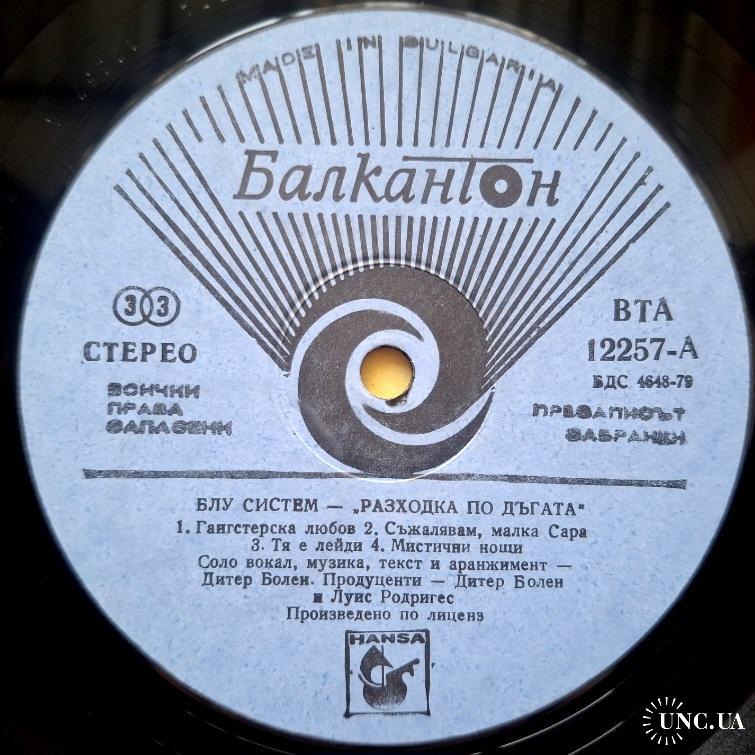 MADE IN BULGARIA
Балкантон
33
СТЕРЕО
ВСИЧКИ
ПРАВА
ЗАПАЗЕНИ
ВТА
12257-А
БДС 4648-79
ПРЕЗАПИСЪТ
ЗАБРАНЕН
БЛУ СИСТЕМ — „РАЗХОДКА ПО ДЪГАТА"
1. Гангстерска любов 2. Съжалявам, малка Сара
3. Тя е лейди 4. Мистични нощи
Соло вокал, музика, текст и аранжимент —
Дитер Болен. Продуценти — Дитер Болен
и Луис Родригес
Произведено по лиценз
HANSA
UNC.UA